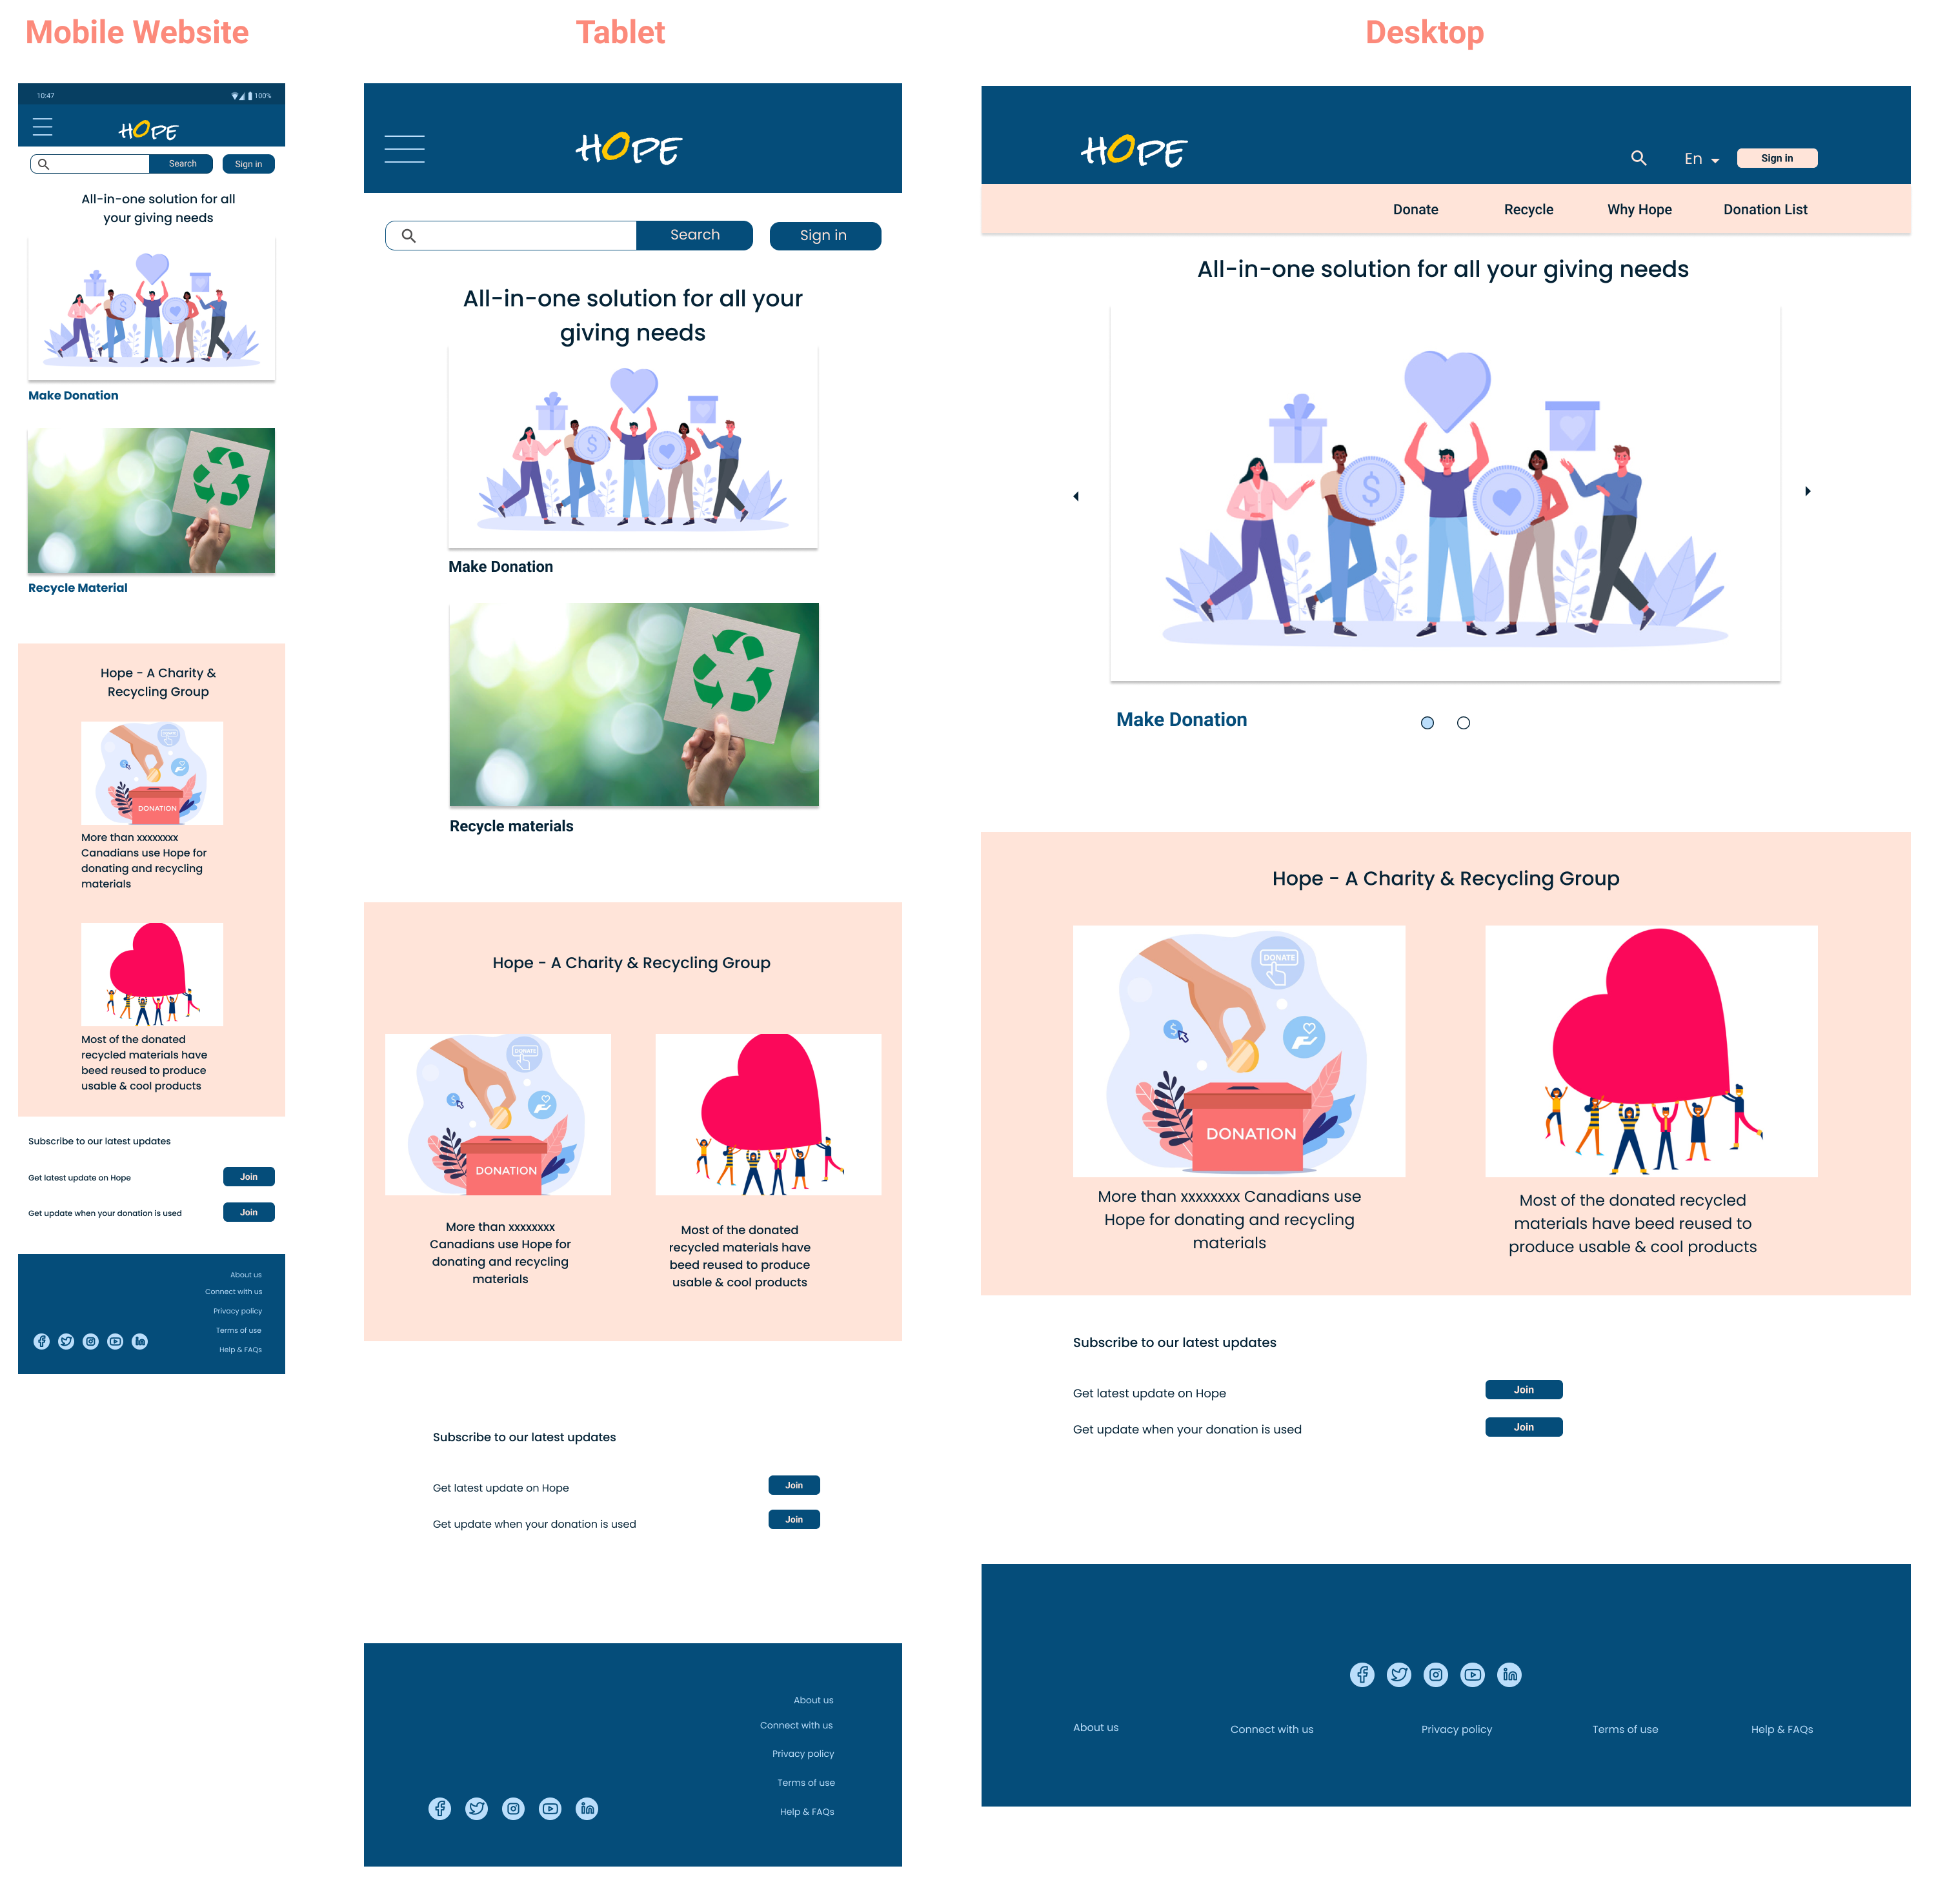 Mobile Website
10:47
100%
HOPE
Search
Sign in
All-in-one solution for all
your giving needs
$
Make Donation
Recycle Material
Hope - A Charity &
Recycling Group
DONATE
$
DONATION
More than xxxxxxxx
Canadians use Hope for
donating and recycling
materials
Most of the donated
recycled materials have
beed reused to produce
usable & cool products
Subscribe to our latest updates
Get latest update on Hope
Join
Get update when your donation is used
Join
About us
Connect with us
Privacy policy
Terms of use
Help & FAQs
Tablet
HOPE
Search
Sign in
All-in-one solution for all your
giving needs
$
Make Donation
Recycle materials
Hope - A Charity & Recycling Group
DONATE
$
DONATION
More than xxxxxxxx
Canadians use Hope for
donating and recycling
materials
Most of the donated
recycled materials have
beed reused to produce
usable & cool products
Subscribe to our latest updates
Get latest update on Hope
Join
Get update when your donation is used
Join
About us
Connect with us
Privacy policy
Terms of use
Help & FAQs
Desktop
HOPE
En
Sign in
Donate
Recycle
Why Hope
Donation List
All-in-one solution for all your giving needs
$
Make Donation
Hope - A Charity & Recycling Group
DONATE
$
DONATION
More than xxxxxxxx Canadians use
Hope for donating and recycling
materials
Most of the donated recycled
materials have beed reused to
produce usable & cool products
Subscribe to our latest updates
Get latest update on Hope
Join
Get update when your donation is used
Join
About us
Connect with us
Privacy policy
Terms of use
Help & FAQs